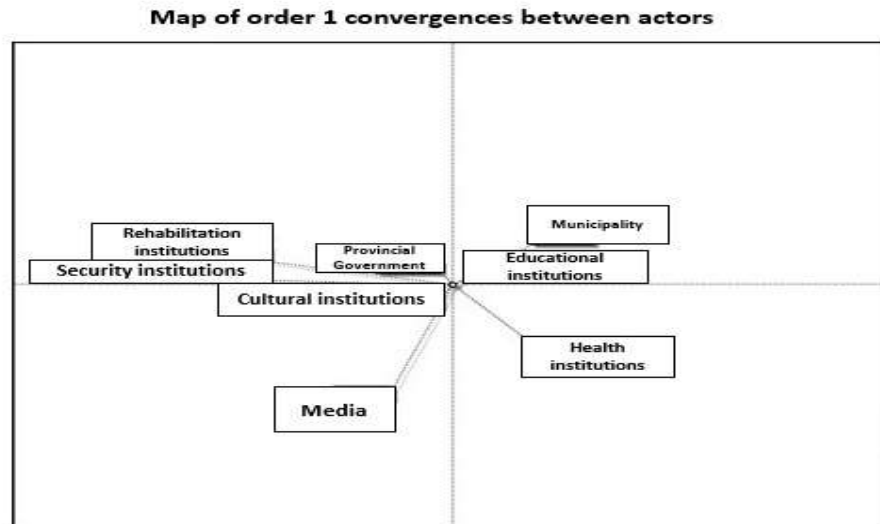 Map of order 1 convergences between actors
Municipality
Rehabilitation
institutions
Provincial
Government
Educational
institutions
Security institutions
Cultural institutions
Health
institutions
Media